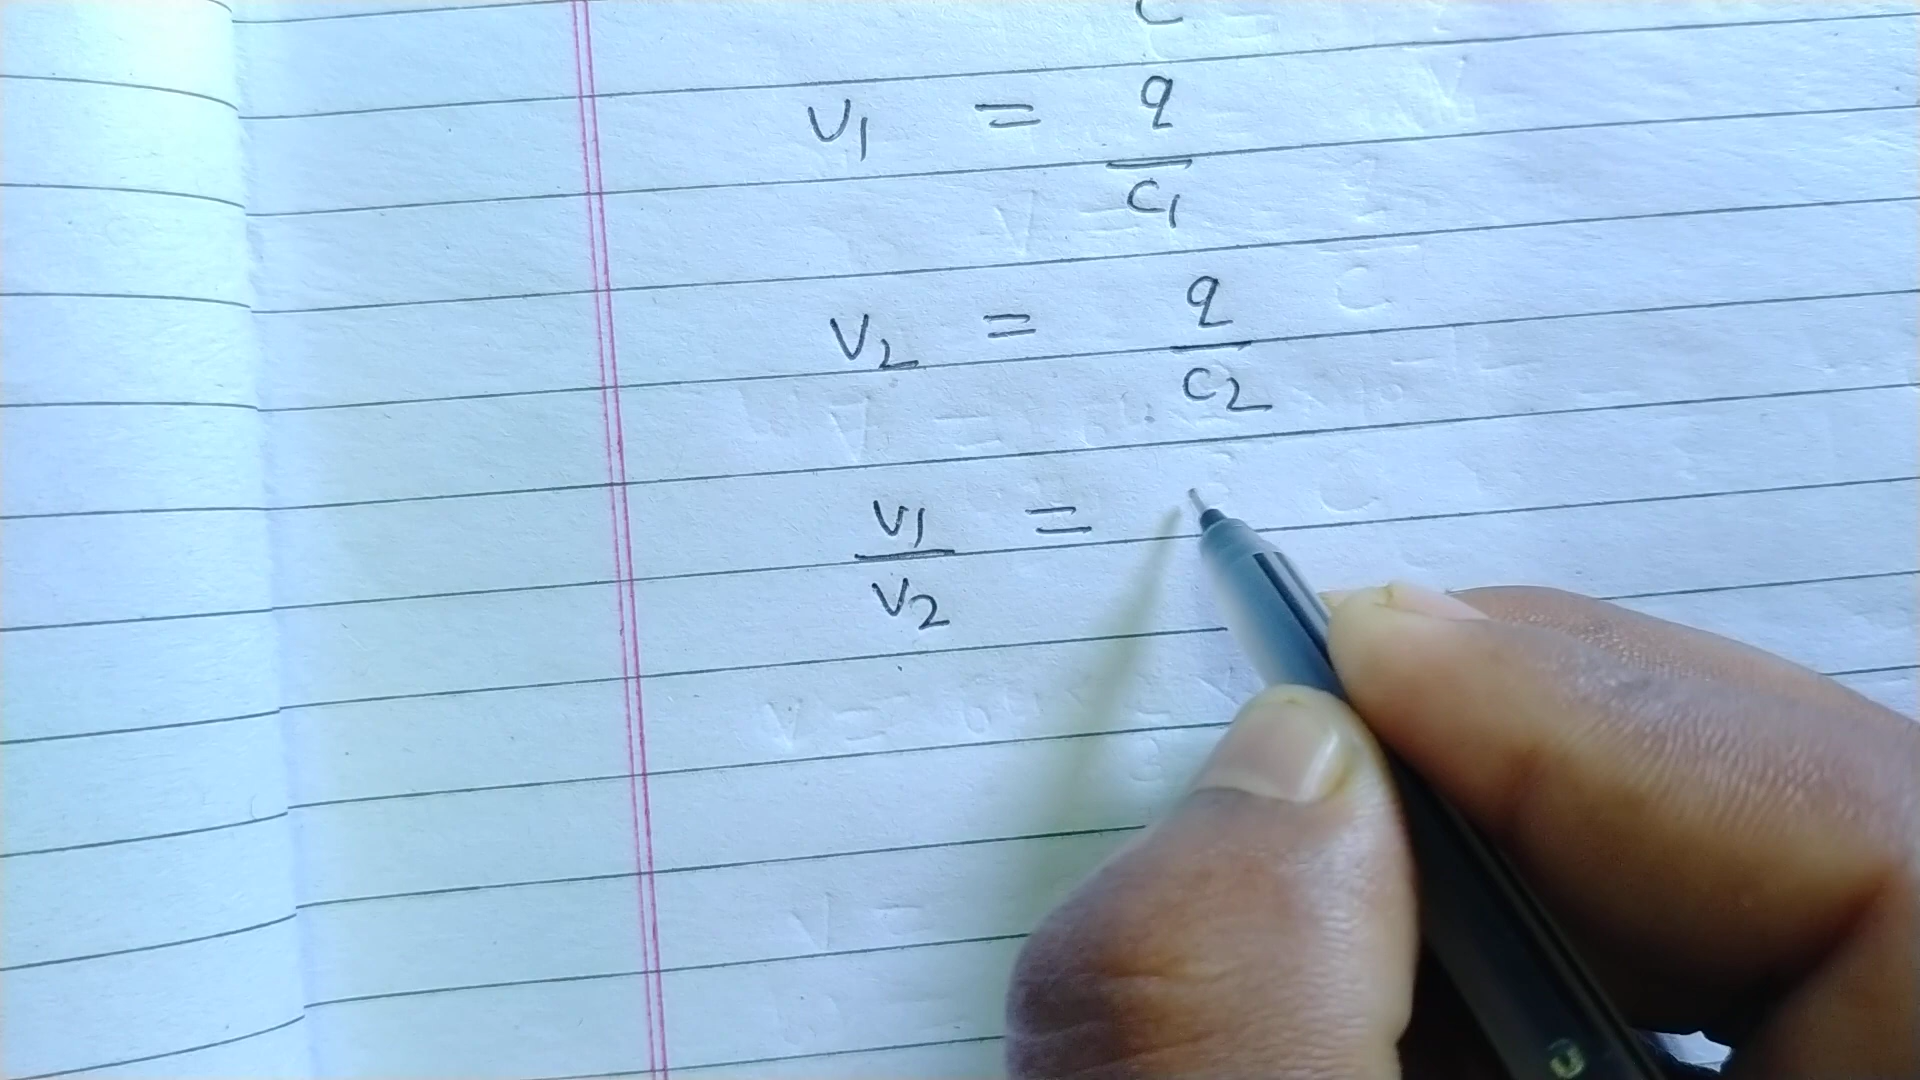 C
V1 = q
C1
V2 = q
C2
V1 =
V2